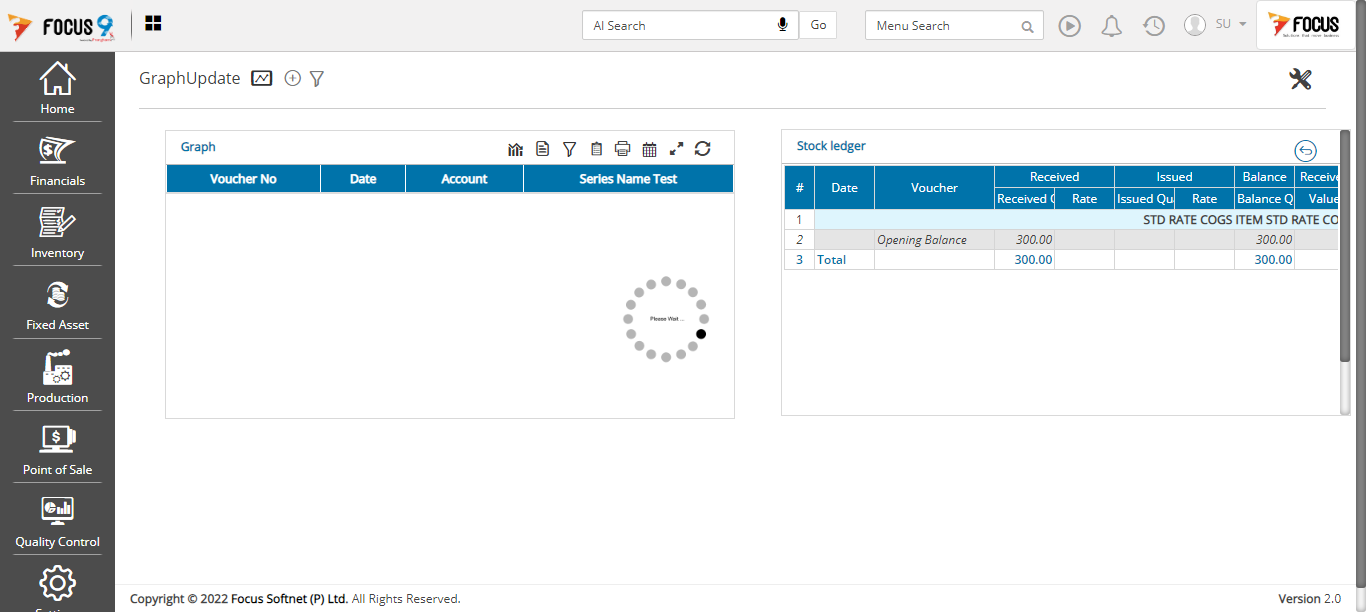 FOCUS 9
AI Search
Go
Menu Search
SU
FOCUS
Home
Financials
Inventory
Fixed Asset
Production
Point of Sale
Quality Control
GraphUpdate
Graph
Voucher No Date Account Series Name Test
Please Wait ...
Stock ledger
# Date Voucher Received Issued Balance Receive
Received Q Rate Issued Qu Rate Balance Q Value
1 STD RATE COGS ITEM STD RATE CO
2 Opening Balance 300.00 300.00
3 Total 300.00 300.00
Copyright © 2022 Focus Softnet (P) Ltd. All Rights Reserved.
Version 2.0